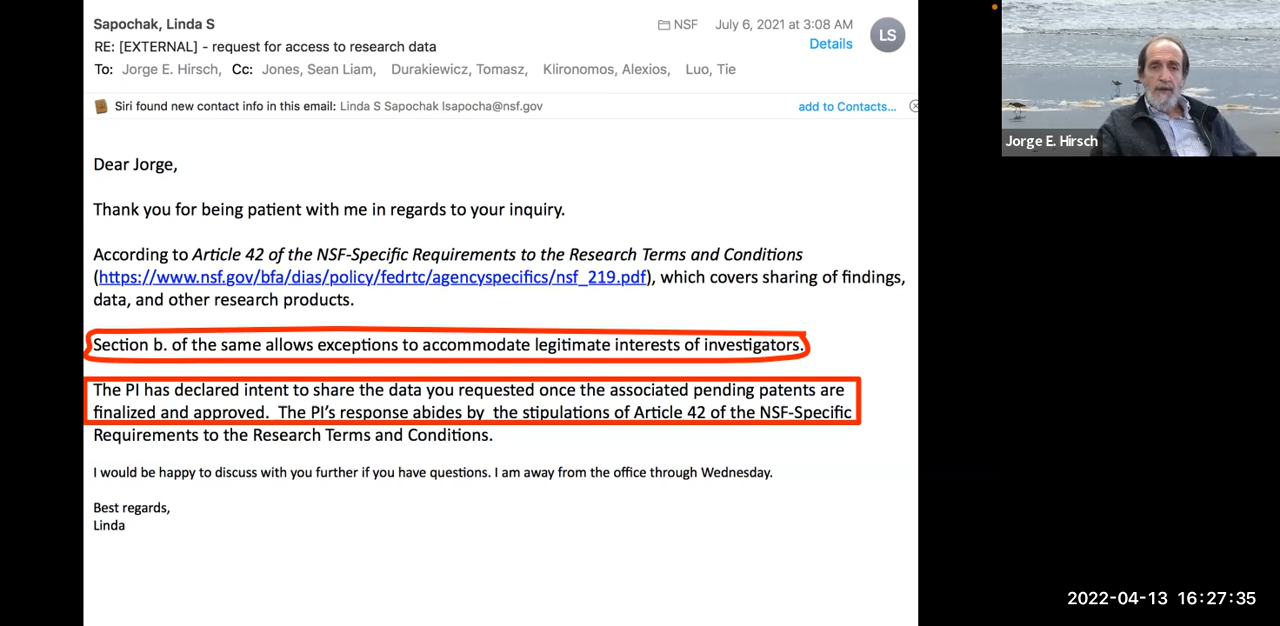 Sapochak, Linda S
NSF July 6, 2021 at 3:08 AM
LS
RE: [EXTERNAL] - request for access to research data
Details
To: Jorge E. Hirsch, Cc: Jones, Sean Liam, Durakiewicz, Tomasz, Klironomos, Alexios, Luo, Tie
Siri found new contact info in this email: Linda S Sapochak lsapocha@nsf.gov
add to Contacts...
Dear Jorge,
Thank you for being patient with me in regards to your inquiry.
According to Article 42 of the NSF-Specific Requirements to the Research Terms and Conditions
(https://www.nsf.gov/bfa/dias/policy/fedrtc/agencyspecifics/nsf_219.pdf), which covers sharing of findings,
data, and other research products.
Section b. of the same allows exceptions to accommodate legitimate interests of investigators.
The PI has declared intent to share the data you requested once the associated pending patents are
finalized and approved. The PI's response abides by the stipulations of Article 42 of the NSF-Specific
Requirements to the Research Terms and Conditions.
I would be happy to discuss with you further if you have questions. I am away from the office through Wednesday.
Best regards,
Linda
Jorge E. Hirsch
2022-04-13 16:27:35